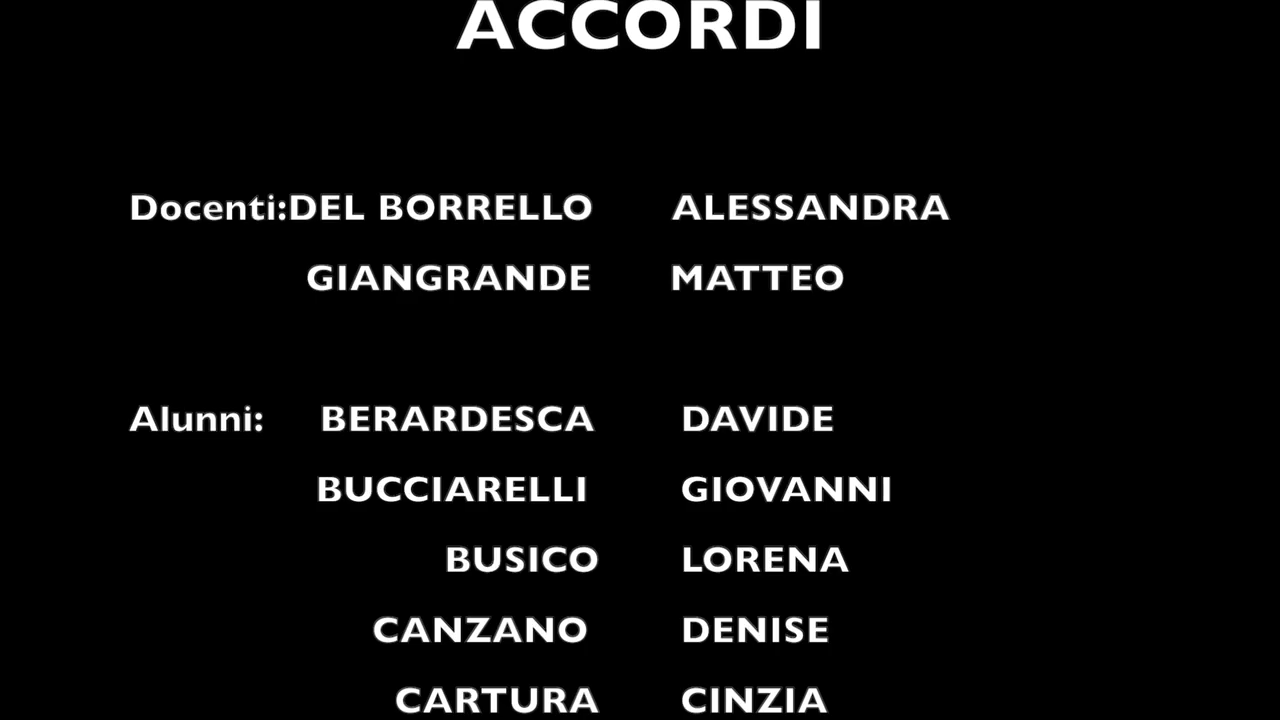 ACCORDI
Docenti:DEL BORRELLO ALESSANDRA
GIANGRANDE MATTEO
Alunni: BERARDESCA DAVIDE
BUCCIARELLI GIOVANNI
BUSICO LORENA
CANZANO DENISE
CARTURA CINZIA